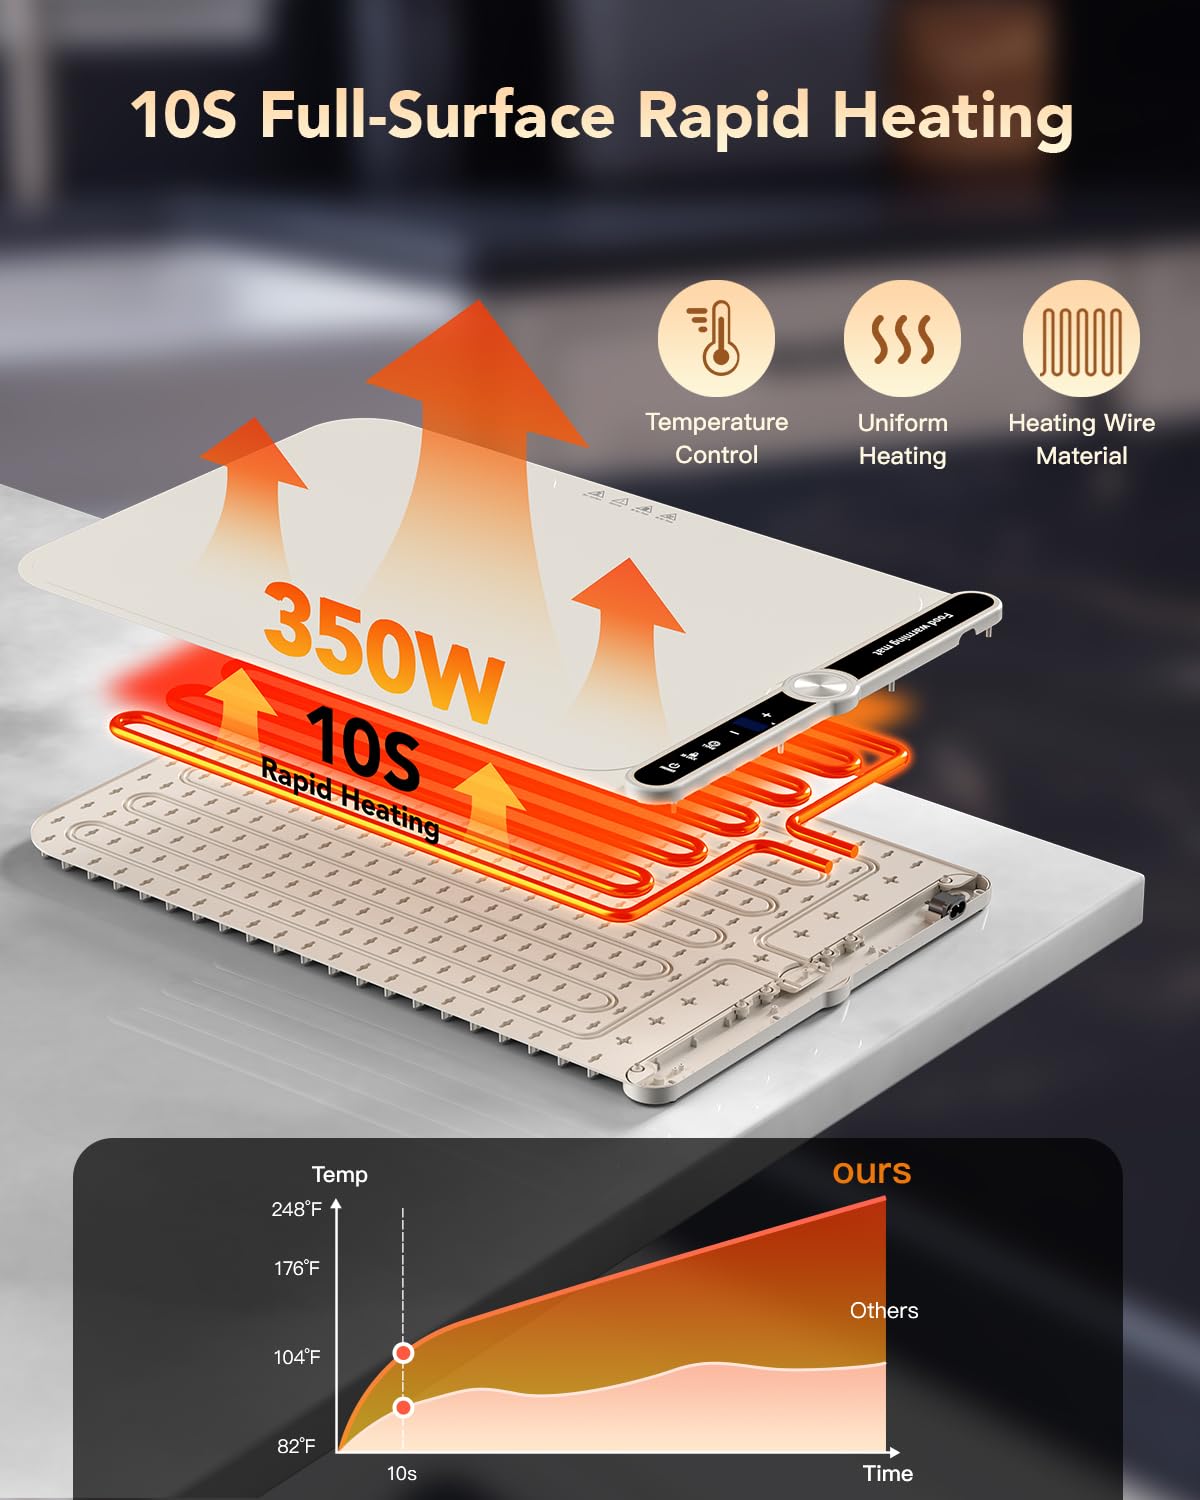 10S Full-Surface Rapid Heating
Temperature
Control
Uniform
Heating
Heating Wire
Material
Food warming mat
350W
10S
Rapid Heating
Temp
ours
248°F
176°F
Others
104°F
82°F
10s
Time